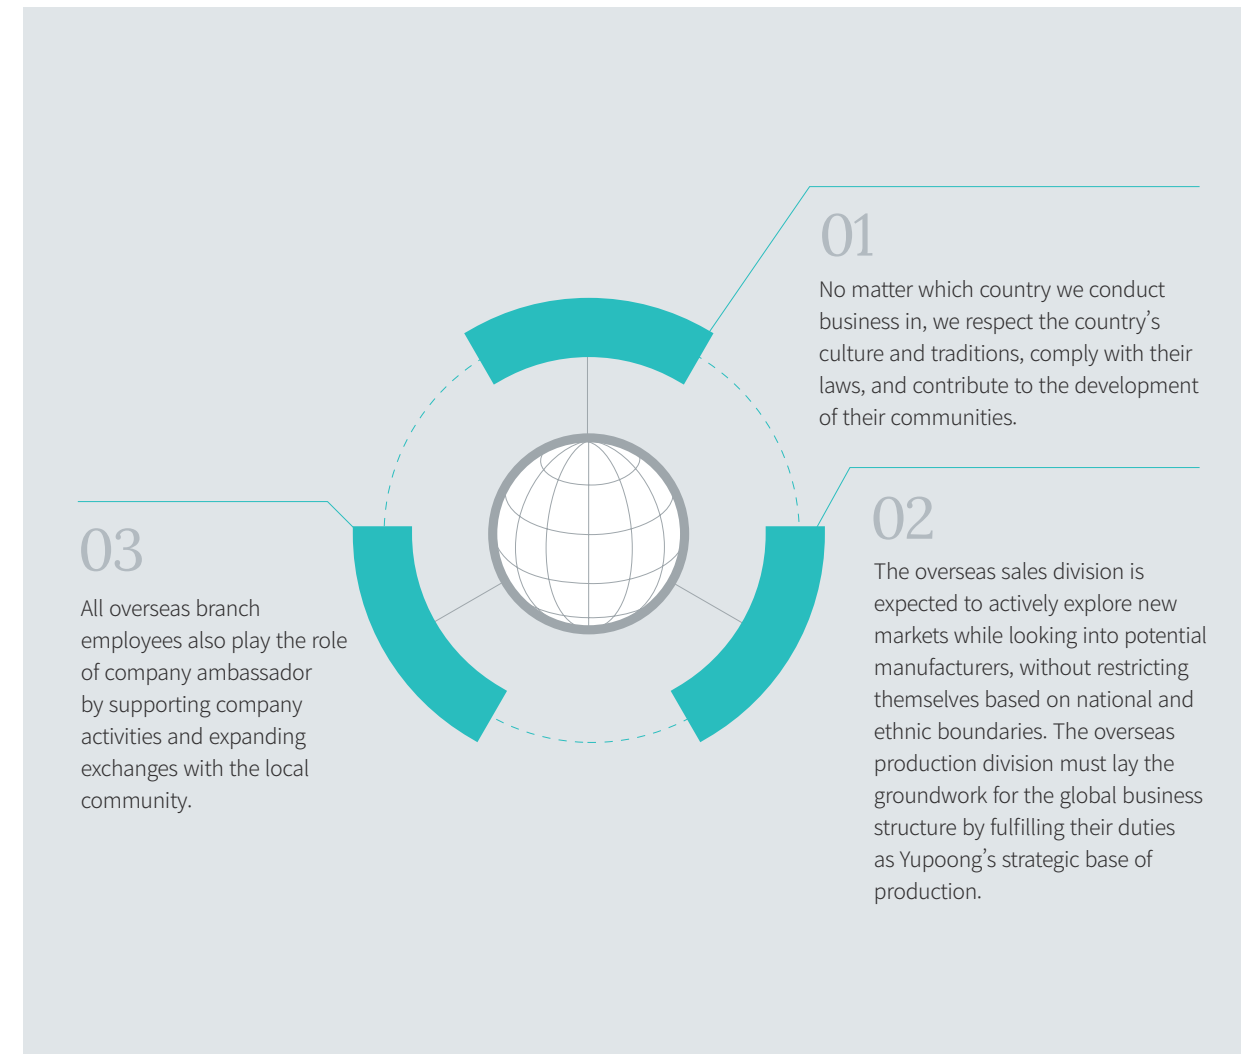 01
No matter which country we conduct
business in, we respect the country’s
culture and traditions, comply with their
laws, and contribute to the development
of their communities.
02
The overseas sales division is
expected to actively explore new
markets while looking into potential
manufacturers, without restricting
themselves based on national and
ethnic boundaries. The overseas
production division must lay the
groundwork for the global business
structure by fulfilling their duties
as Yupoong’s strategic base of
production.
03
All overseas branch
employees also play the role
of company ambassador
by supporting company
activities and expanding
exchanges with the local
community.